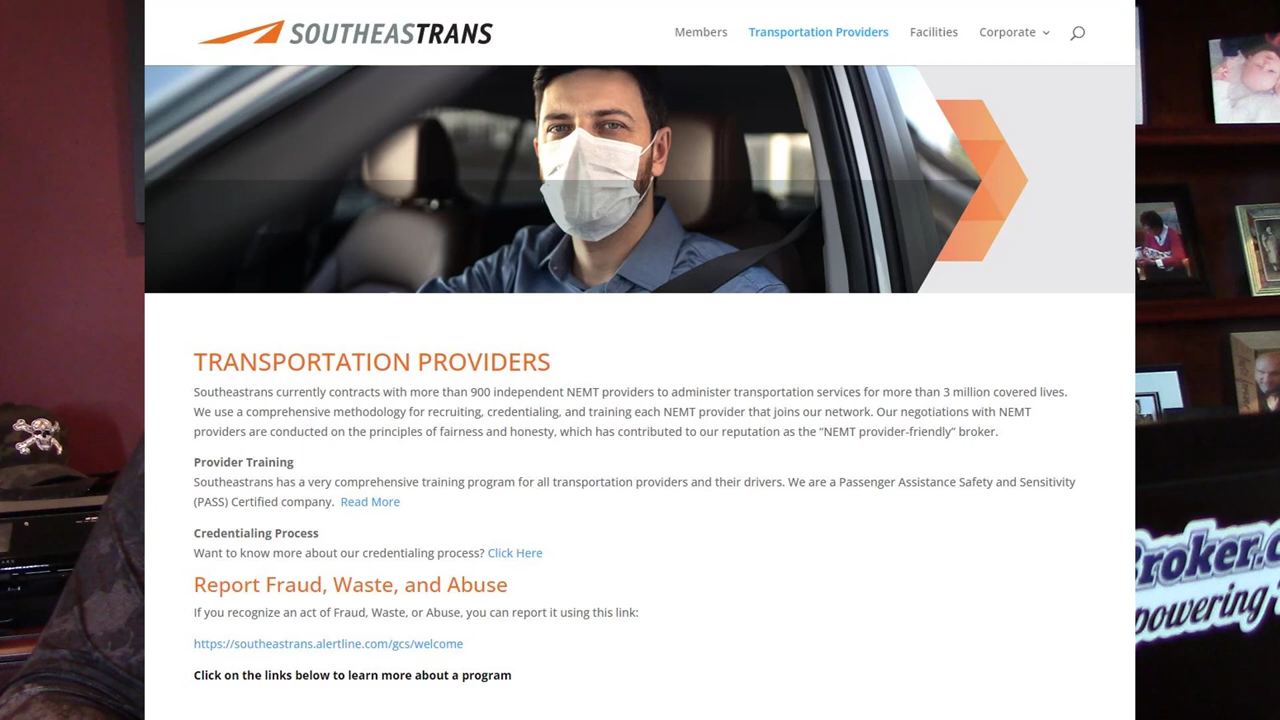 SOUTHEASTRANS
Members Transportation Providers Facilities Corporate
TRANSPORTATION PROVIDERS
Southeastrans currently contracts with more than 900 independent NEMT providers to administer transportation services for more than 3 million covered lives.
We use a comprehensive methodology for recruiting, credentialing, and training each NEMT provider that joins our network. Our negotiations with NEMT
providers are conducted on the principles of fairness and honesty, which has contributed to our reputation as the “NEMT provider-friendly” broker.
Provider Training
Southeastrans has a very comprehensive training program for all transportation providers and their drivers. We are a Passenger Assistance Safety and Sensitivity
(PASS) Certified company. Read More
Credentialing Process
Want to know more about our credentialing process? Click Here
Report Fraud, Waste, and Abuse
If you recognize an act of Fraud, Waste, or Abuse, you can report it using this link:
https://southeastrans.alertline.com/gcs/welcome
Click on the links below to learn more about a program
Broker.c
powering